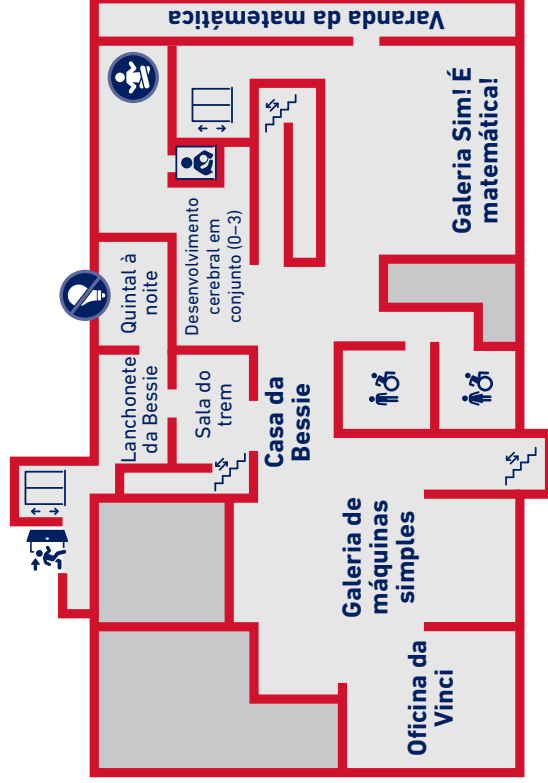 Varanda da matemática
Galeria Sim! É
matemática!
Desenvolvimento
cerebral em
conjunto (0–3)
Quintal à
noite
Lanchonete
da Bessie
Sala do
trem
Casa da
Bessie
Galeria de
máquinas
simples
Oficina da
Vinci